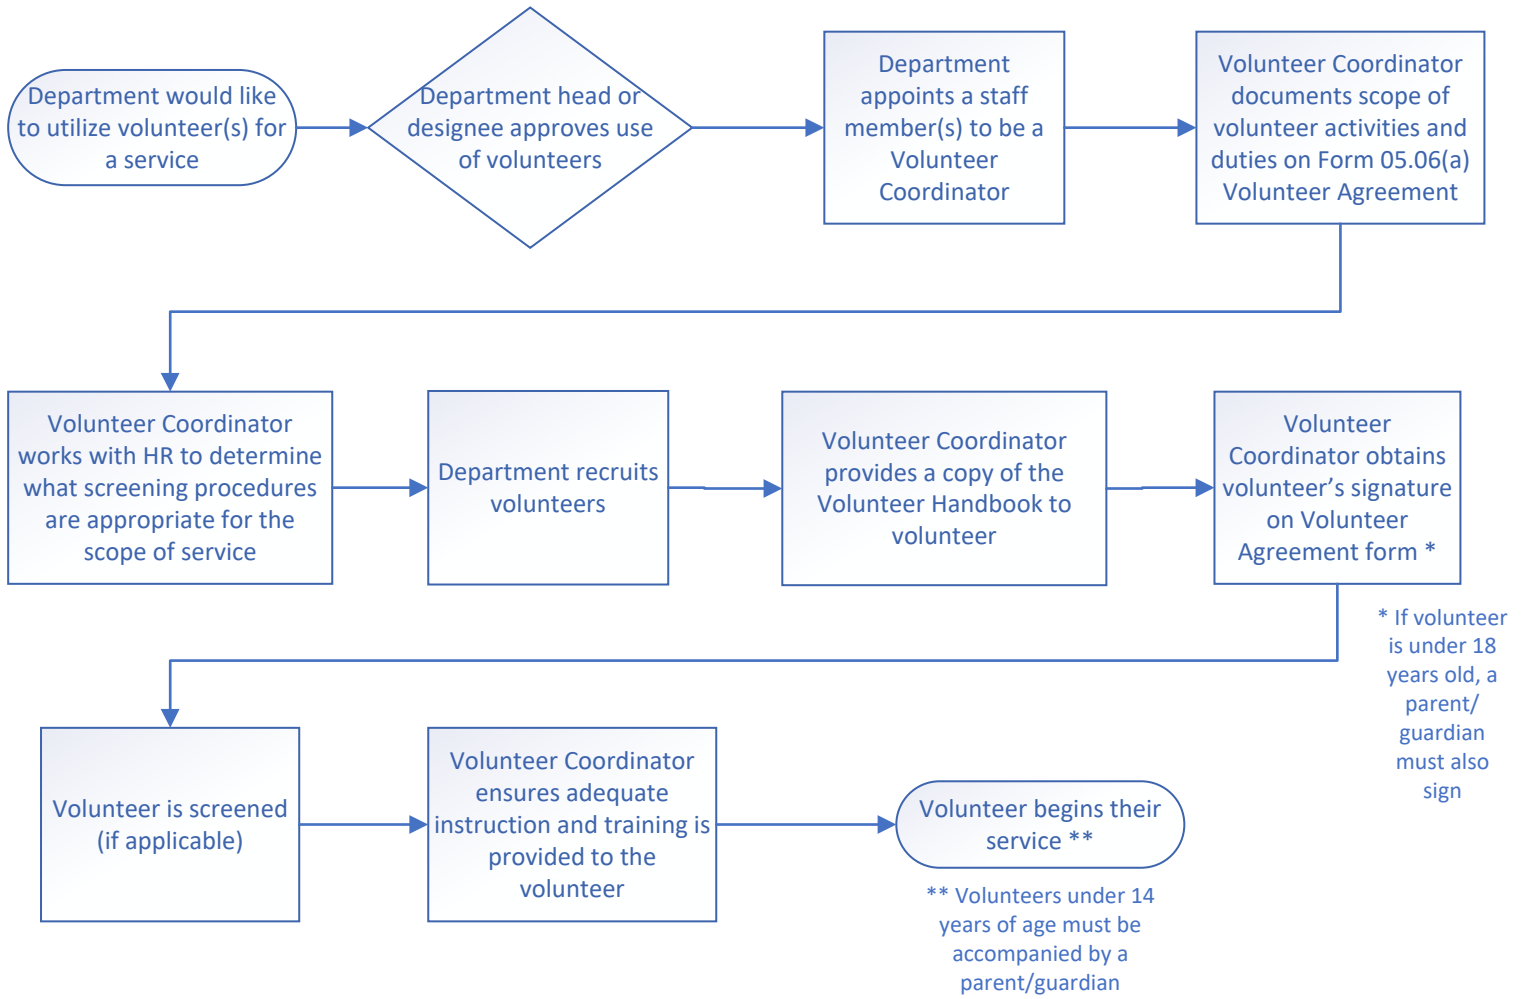 Department would like
to utilize volunteer(s) for
a service
Department head or
designee approves use
of volunteers
Department
appoints a staff
member(s) to be a
Volunteer
Coordinator
Volunteer Coordinator
documents scope of
volunteer activities and
duties on Form 05.06(a)
Volunteer Agreement
Volunteer Coordinator
works with HR to determine
what screening procedures
are appropriate for the
scope of service
Department recruits
volunteers
Volunteer Coordinator
provides a copy of the
Volunteer Handbook to
volunteer
Volunteer
Coordinator obtains
volunteer’s signature
on Volunteer
Agreement form *
* If volunteer
is under 18
years old, a
parent/
guardian
must also
sign
Volunteer is screened
(if applicable)
Volunteer Coordinator
ensures adequate
instruction and training is
provided to the
volunteer
Volunteer begins their
service **
** Volunteers under 14
years of age must be
accompanied by a
parent/guardian